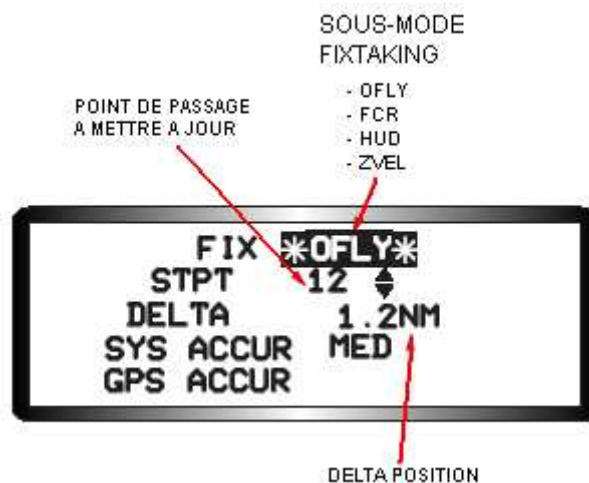 SOUS-MODE
FIXTAKING
- OFLY
- FCR
- HUD
- ZVEL
POINT DE PASSAGE
A METTRE A JOUR
FIX *OFLY*
STPT 12
DELTA 1.2NM
SYS ACCUR MED
GPS ACCUR
DELTA POSITION